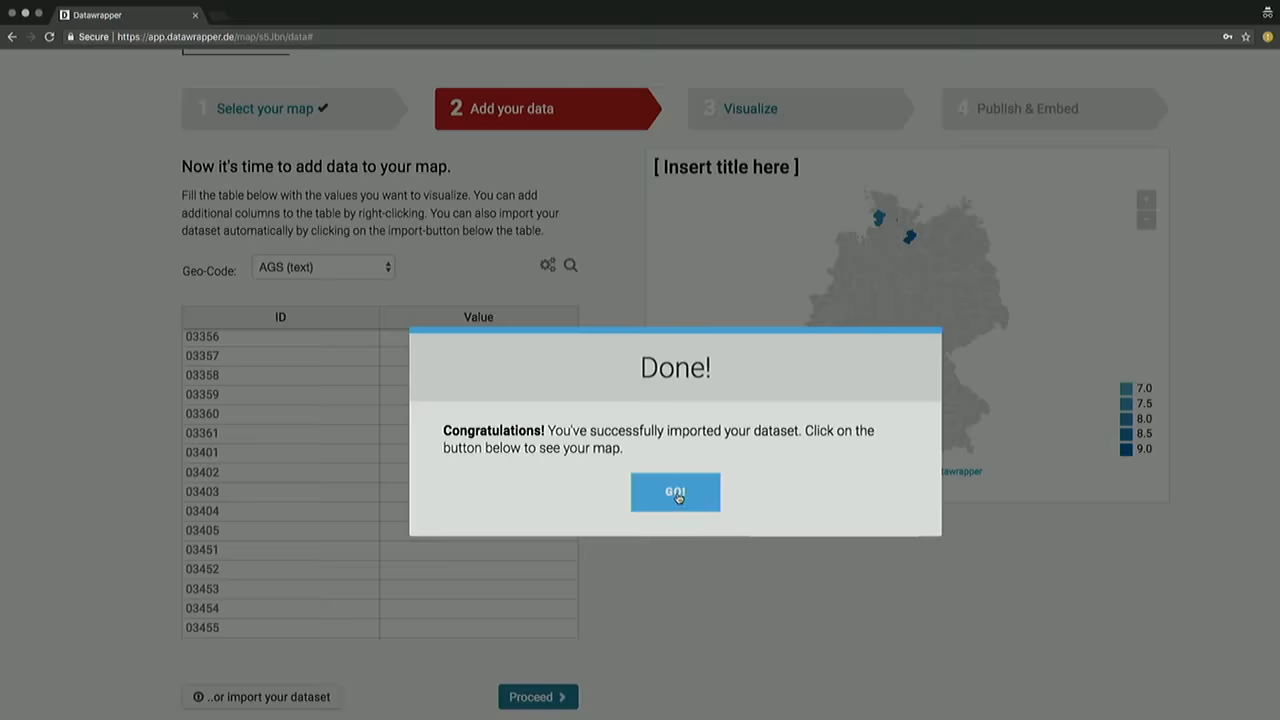 Datawrapper
Secure | https://app.datawrapper.de/map/s5Jbn/data#
1 Select your map
2 Add your data
3 Visualize
4 Publish & Embed
Now it's time to add data to your map.
Fill the table below with the values you want to visualize. You can add
additional columns to the table by right-clicking. You can also import your
dataset automatically by clicking on the import-button below the table.
Geo-Code:
AGS (text)
ID
Value
03356
03357
03358
03359
03360
03361
03401
03402
03403
03404
03405
03451
03452
03453
03454
03455
..or import your dataset
Proceed
[ Insert title here ]
+
−
7.0
7.5
8.0
8.5
9.0
tawrapper
Done!
Congratulations! You've successfully imported your dataset. Click on the
button below to see your map.
GO!